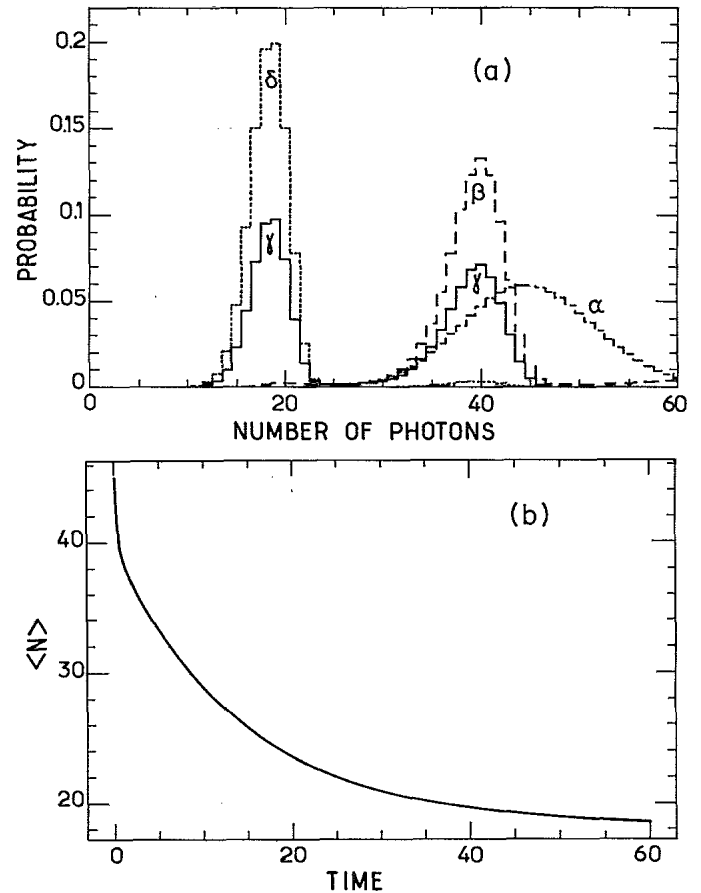 (a)
0.2
0.15
0.1
0.05
0
PROBABILITY
δ
γ
β
γ
α
0 20 40 60
NUMBER OF PHOTONS
(b)
40
30
20
<N>
0 20 40 60
TIME